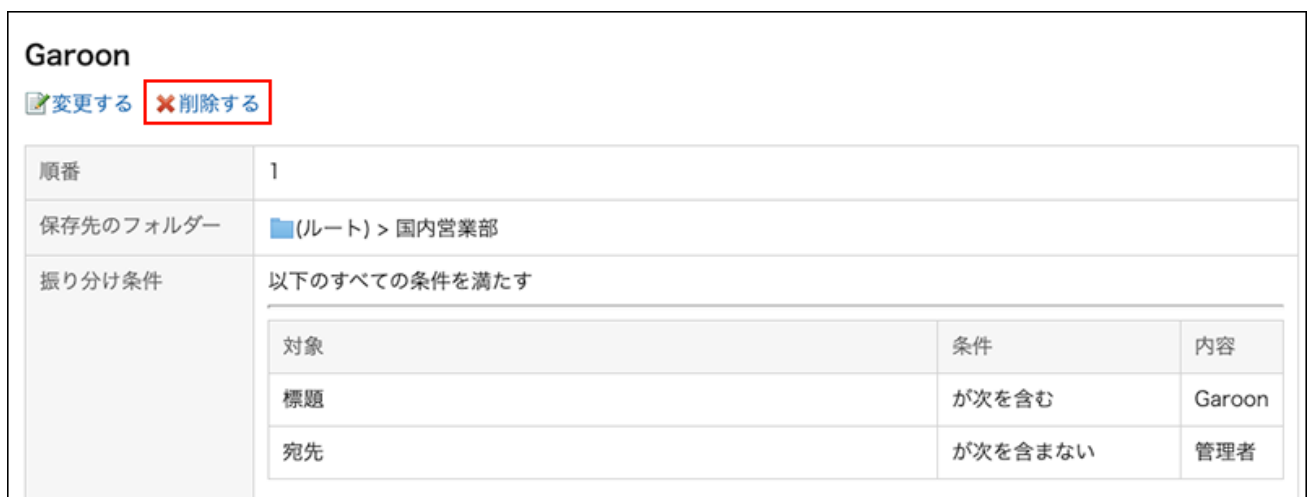 Garoon
変更する 削除する
順番 1
保存先のフォルダー (ルート) > 国内営業部
振り分け条件 以下のすべての条件を満たす
対象 条件 内容
標題 が次を含む Garoon
宛先 が次を含まない 管理者